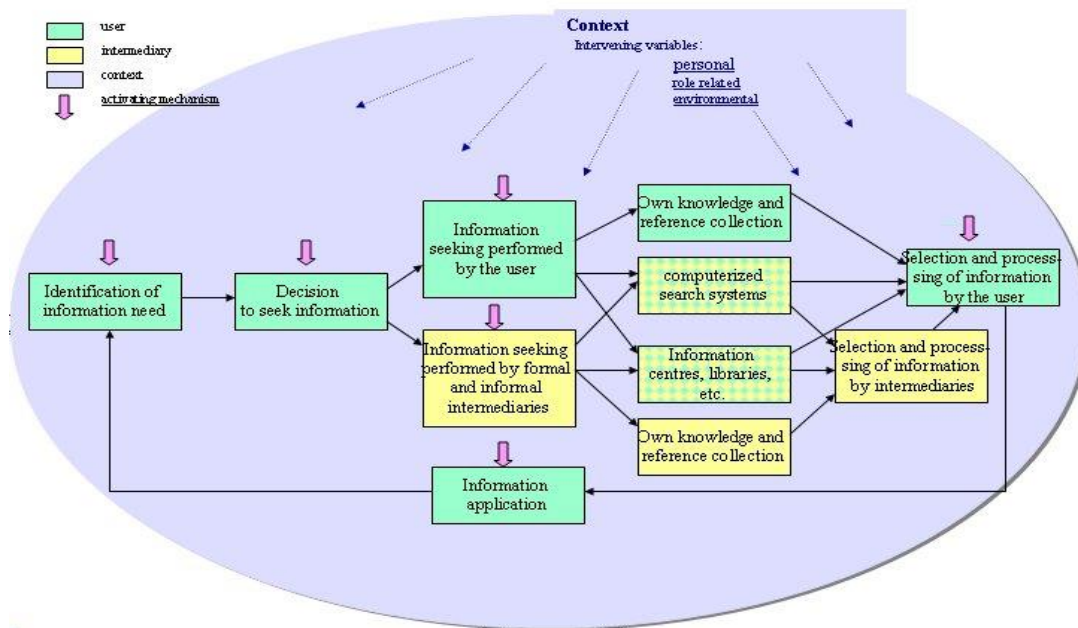 user
intermediary
context
activating mechanism
Context
Intervening variables:
personal
role related
environmental
Identification of
information need
Decision
to seek information
Information
seeking performed
by the user
Information seeking
performed by formal
and informal
intermediaries
Own knowledge and
reference collection
computerized
search systems
Information
centres, libraries,
etc.
Own knowledge and
reference collection
Selection and process-
sing of information
by the user
Selection and process-
sing of information
by intermediaries
Information
application